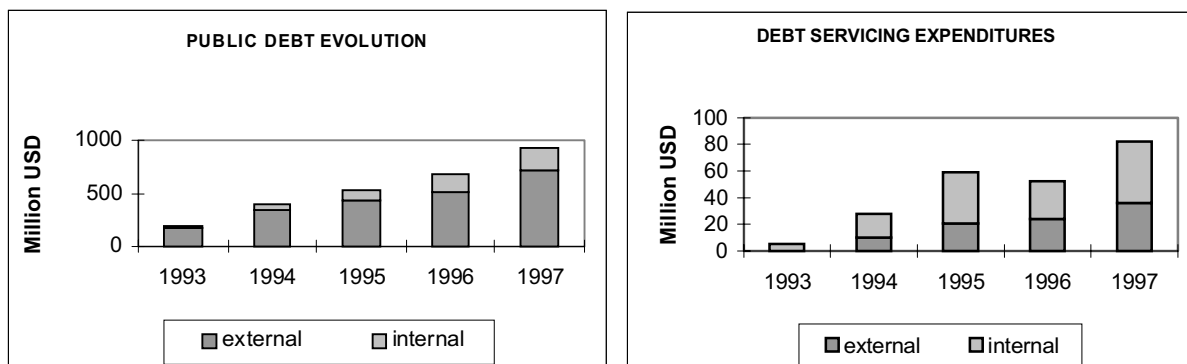 PUBLIC DEBT EVOLUTION
Million USD
1000
500
0
1993 1994 1995 1996 1997
external internal
DEBT SERVICING EXPENDITURES
Million USD
100
80
60
40
20
0
1993 1994 1995 1996 1997
external internal